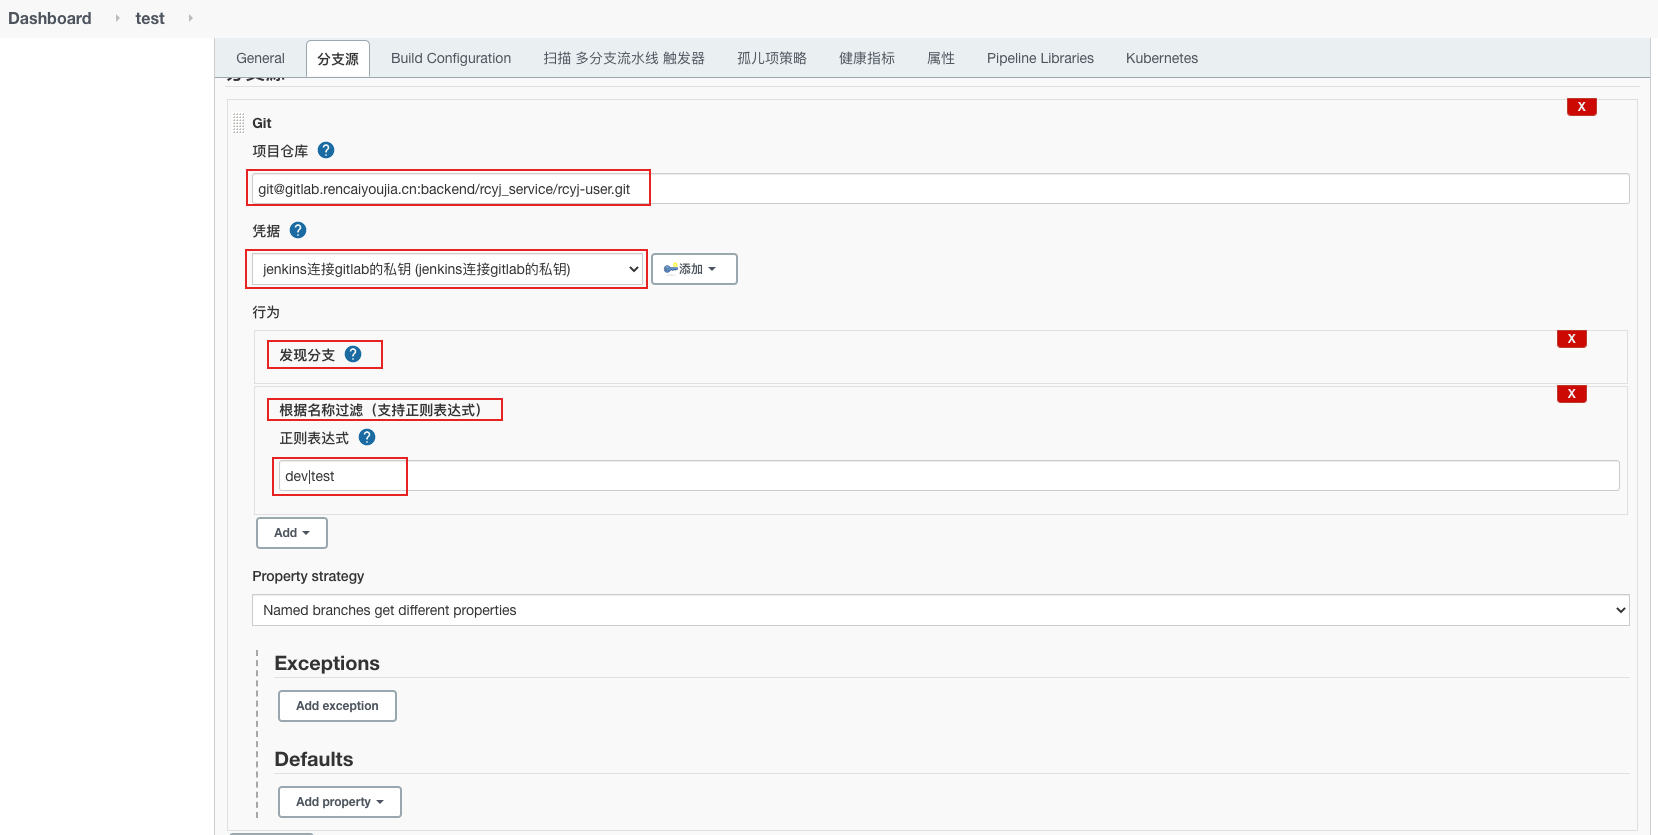 Dashboard test
General 分支源 Build Configuration 扫描 多分支流水线 触发器 孤儿项策略 健康指标 属性 Pipeline Libraries Kubernetes
分支源
X
Git
项目仓库 ?
git@gitlab.rencaiyoujia.cn:backend/rcyj_service/rcyj-user.git
凭据 ?
jenkins连接gitlab的私钥 (jenkins连接gitlab的私钥) 添加
行为
X
发现分支 ?
X
根据名称过滤（支持正则表达式）
正则表达式 ?
dev|test
Add
Property strategy
Named branches get different properties
Exceptions
Add exception
Defaults
Add property